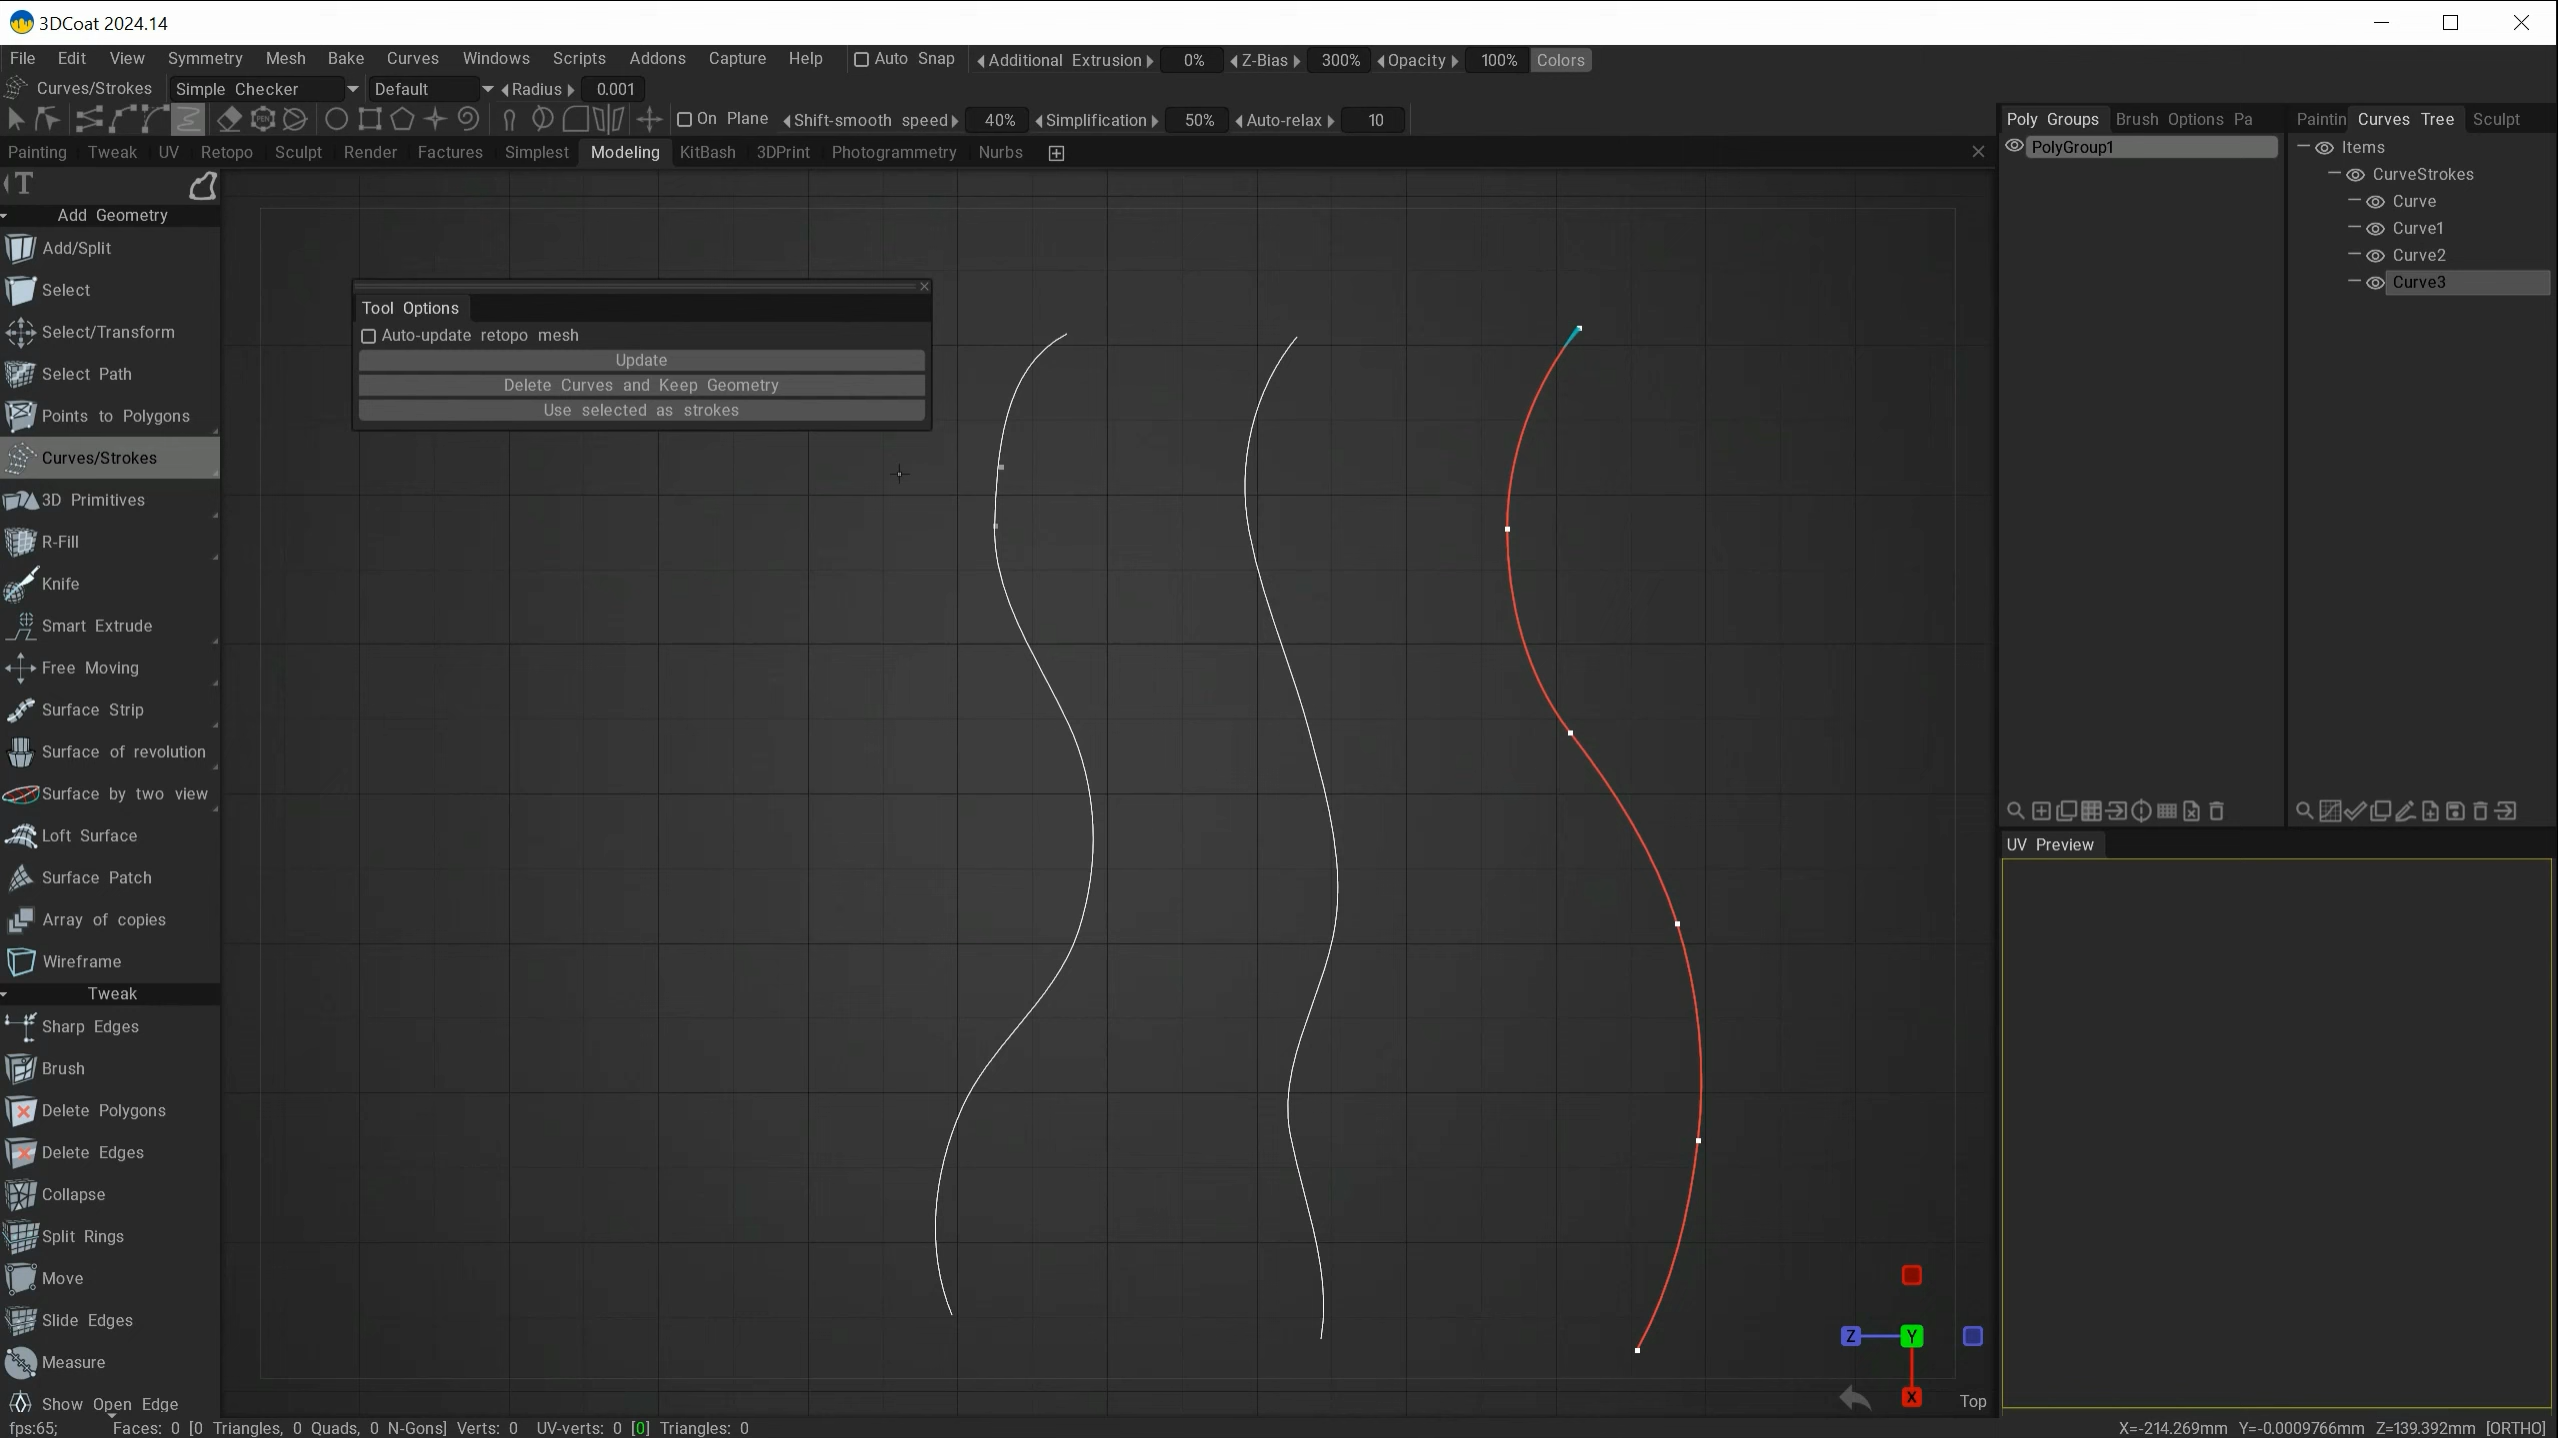 3DCoat 2024.14
File Edit View Symmetry Mesh Bake Curves Windows Scripts Addons Capture Help Auto Snap Additional Extrusion 0% Z-Bias 300% Opacity 100% Colors
Curves/Strokes Simple Checker Default Radius 0.001
On Plane Shift-smooth speed 40% Simplification 50% Auto-relax 10
Painting Tweak UV Retopo Sculpt Render Factures Simplest Modeling KitBash 3DPrint Photogrammetry Nurbs
T
Add Geometry
Add/Split
Select
Select/Transform
Select Path
Points to Polygons
Curves/Strokes
3D Primitives
R-Fill
Knife
Smart Extrude
Free Moving
Surface Strip
Surface of revolution
Surface by two view
Loft Surface
Surface Patch
Array of copies
Wireframe
Tweak
Sharp Edges
Brush
Delete Polygons
Delete Edges
Collapse
Split Rings
Move
Slide Edges
Measure
Show Open Edge
Tool Options
Auto-update retopo mesh
Update
Delete Curves and Keep Geometry
Use selected as strokes
Poly Groups Brush Options Pa
PolyGroup1
Paintin Curves Tree Sculpt
Items
CurveStrokes
Curve
Curve1
Curve2
Curve3
UV Preview
Z Y
X
Top
fps:65; Faces: 0 [0 Triangles, 0 Quads, 0 N-Gons] Verts: 0 UV-verts: 0 [0] Triangles: 0
X=-214.269mm Y=-0.0009766mm Z=139.392mm [ORTHO]